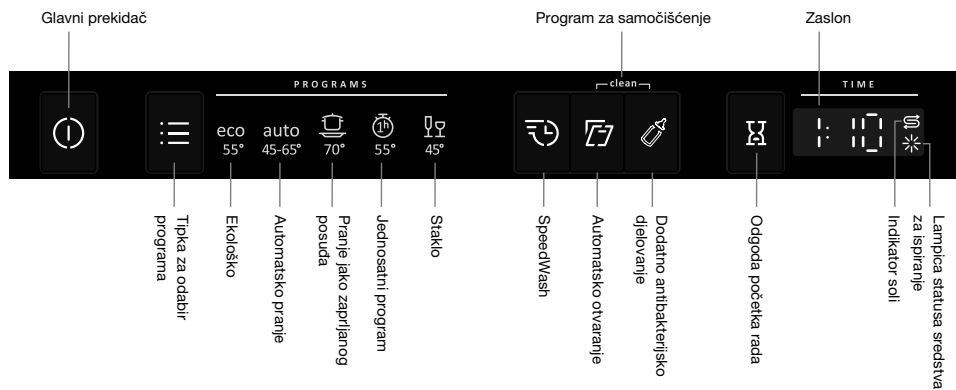 Glavni prekidač
Program za samočišćenje
Zaslon
PROGRAMS
clean
TIME
eco
55°
auto
45-65°
70°
1h
55°
45°
1:10
Tipka za odabir
programa
Ekološko
Automatsko pranje
Pranje jako zaprljanog
posuđa
Jednosatni program
Staklo
SpeedWash
Automatsko otvaranje
Dodatno antibakterijsko
djelovanje
Odgoda početka rada
Indikator soli
Lampica statusa sredstva
za ispiranje